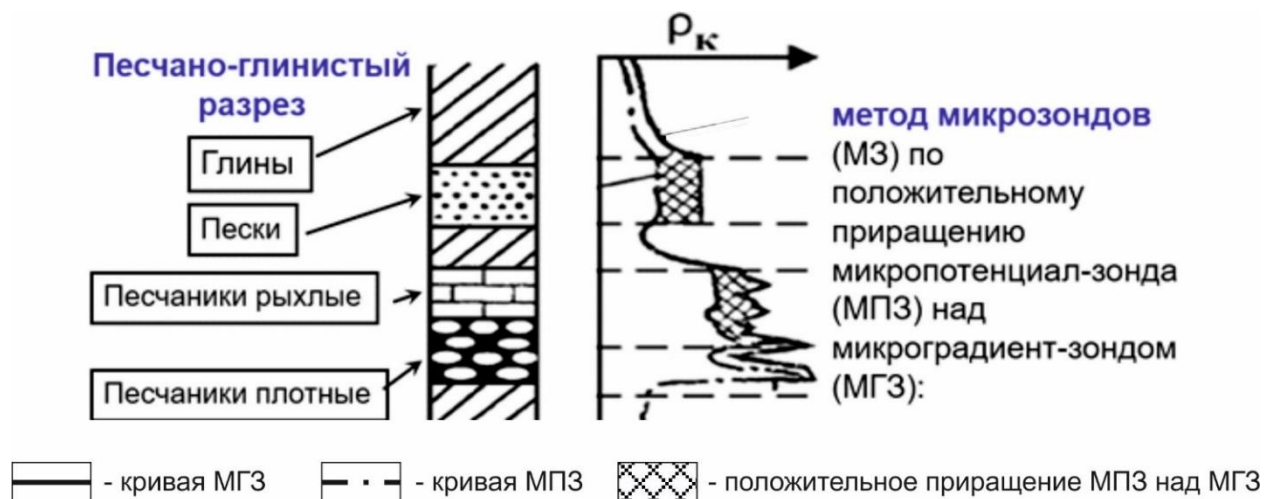 Песчано-глинистый
разрез
Глины
Пески
Песчаники рыхлые
Песчаники плотные
ρк
метод микрозондов
(МЗ) по
положительному
приращению
микропотенциал-зонда
(МПЗ) над
микроградиент-зондом
(МГЗ):
- кривая МГЗ
- кривая МПЗ
- положительное приращение МПЗ над МГЗ